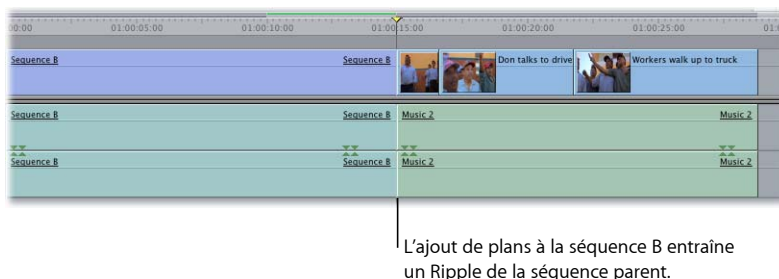 00:00 01:00:05:00 01:00:10:00 01:00:15:00 01:00:20:00 01:00:25:00 01:
Sequence B Sequence B Don talks to drive Workers walk up to truck
Sequence B Sequence B Music 2 Music 2
Sequence B Sequence B Music 2 Music 2
L'ajout de plans à la séquence B entraîne
un Ripple de la séquence parent.